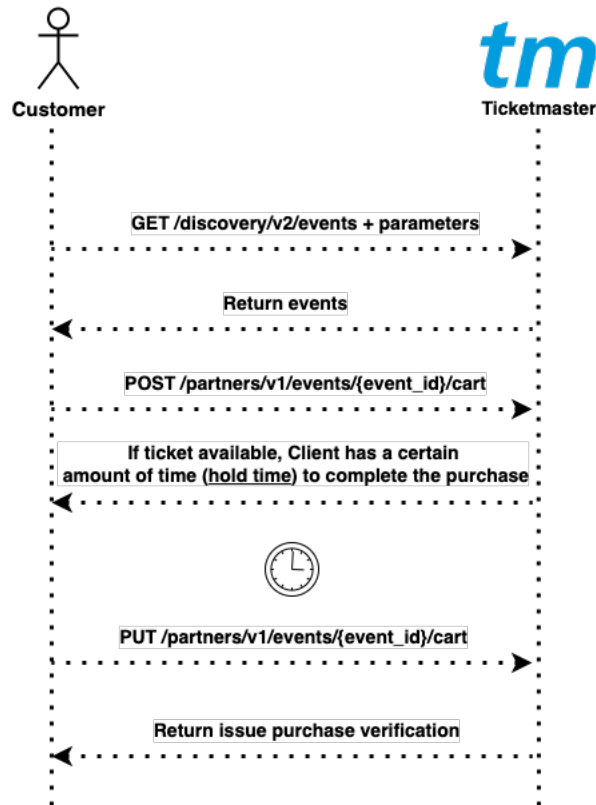 tm
Customer
Ticketmaster
GET /discovery/v2/events + parameters
Return events
POST /partners/v1/events/{event_id}/cart
If ticket available, Client has a certain
amount of time (hold time) to complete the purchase
PUT /partners/v1/events/{event_id}/cart
Return issue purchase verification